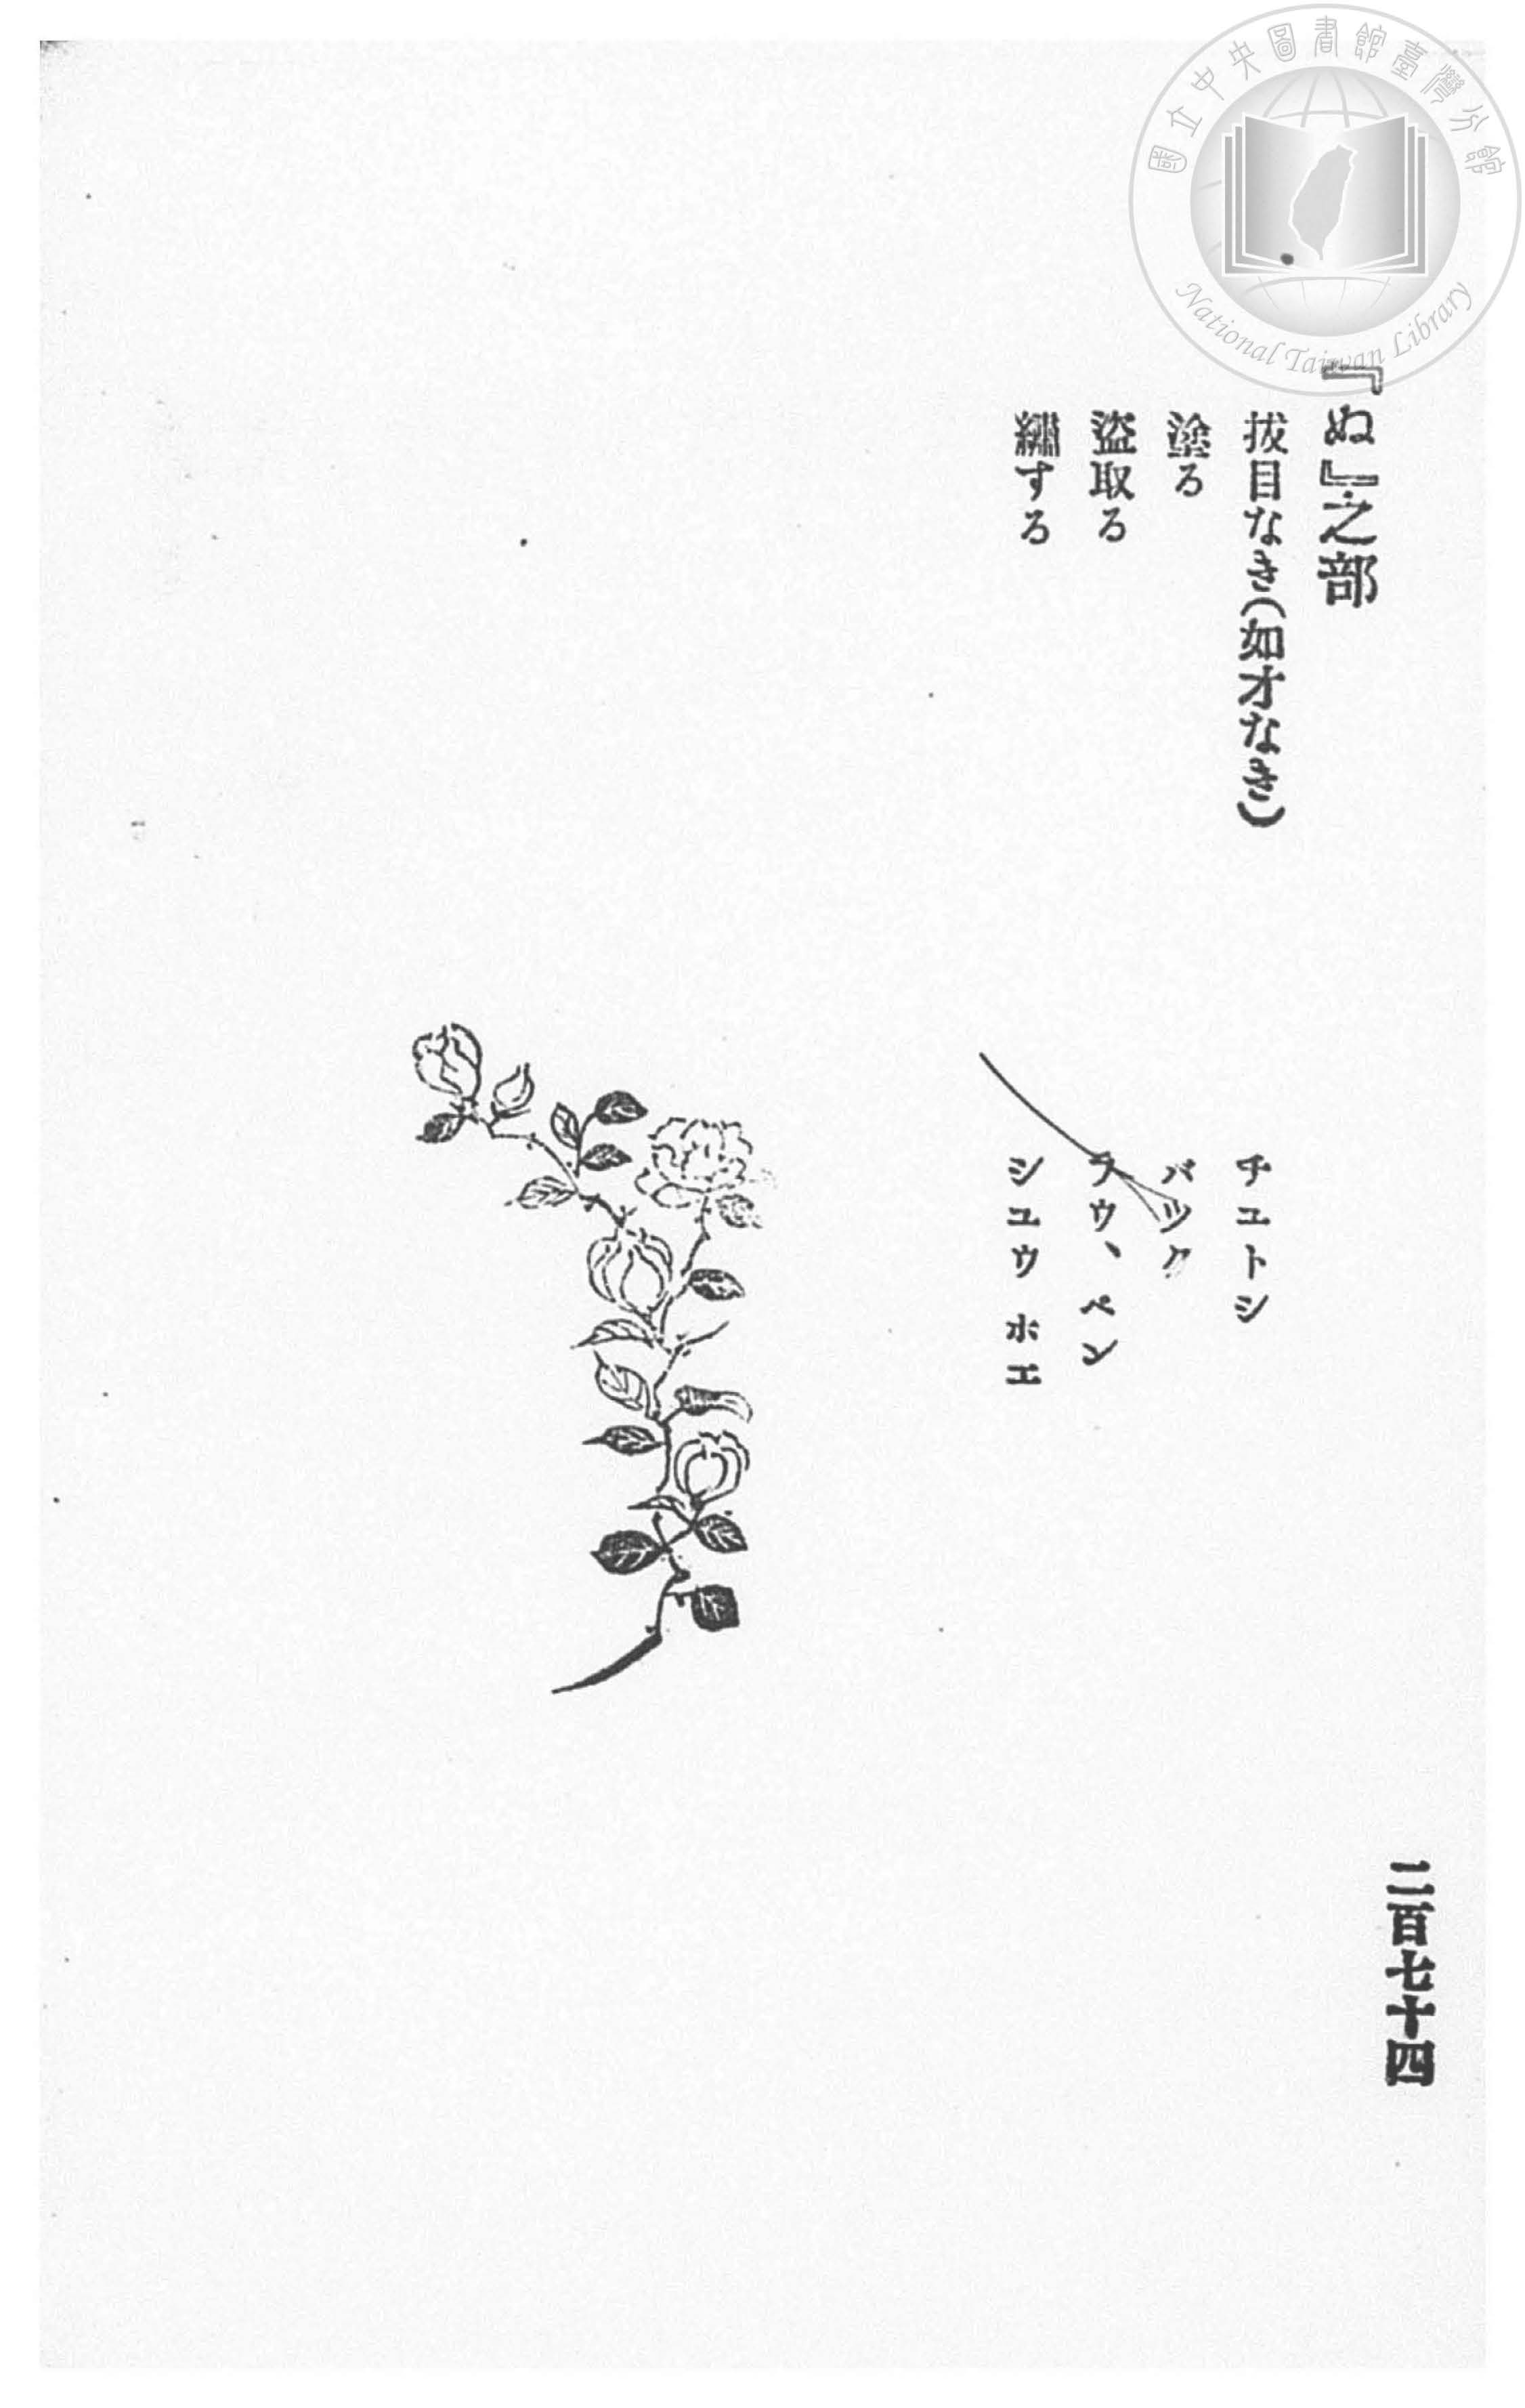 國立中央圖書館臺灣分館
National Taiwan Library
『ぬ』之部
拔目なき(如才なき) チユトシ
塗る バツク
盜取る ラウ、ペン
繡する シユウホエ
二百七十四